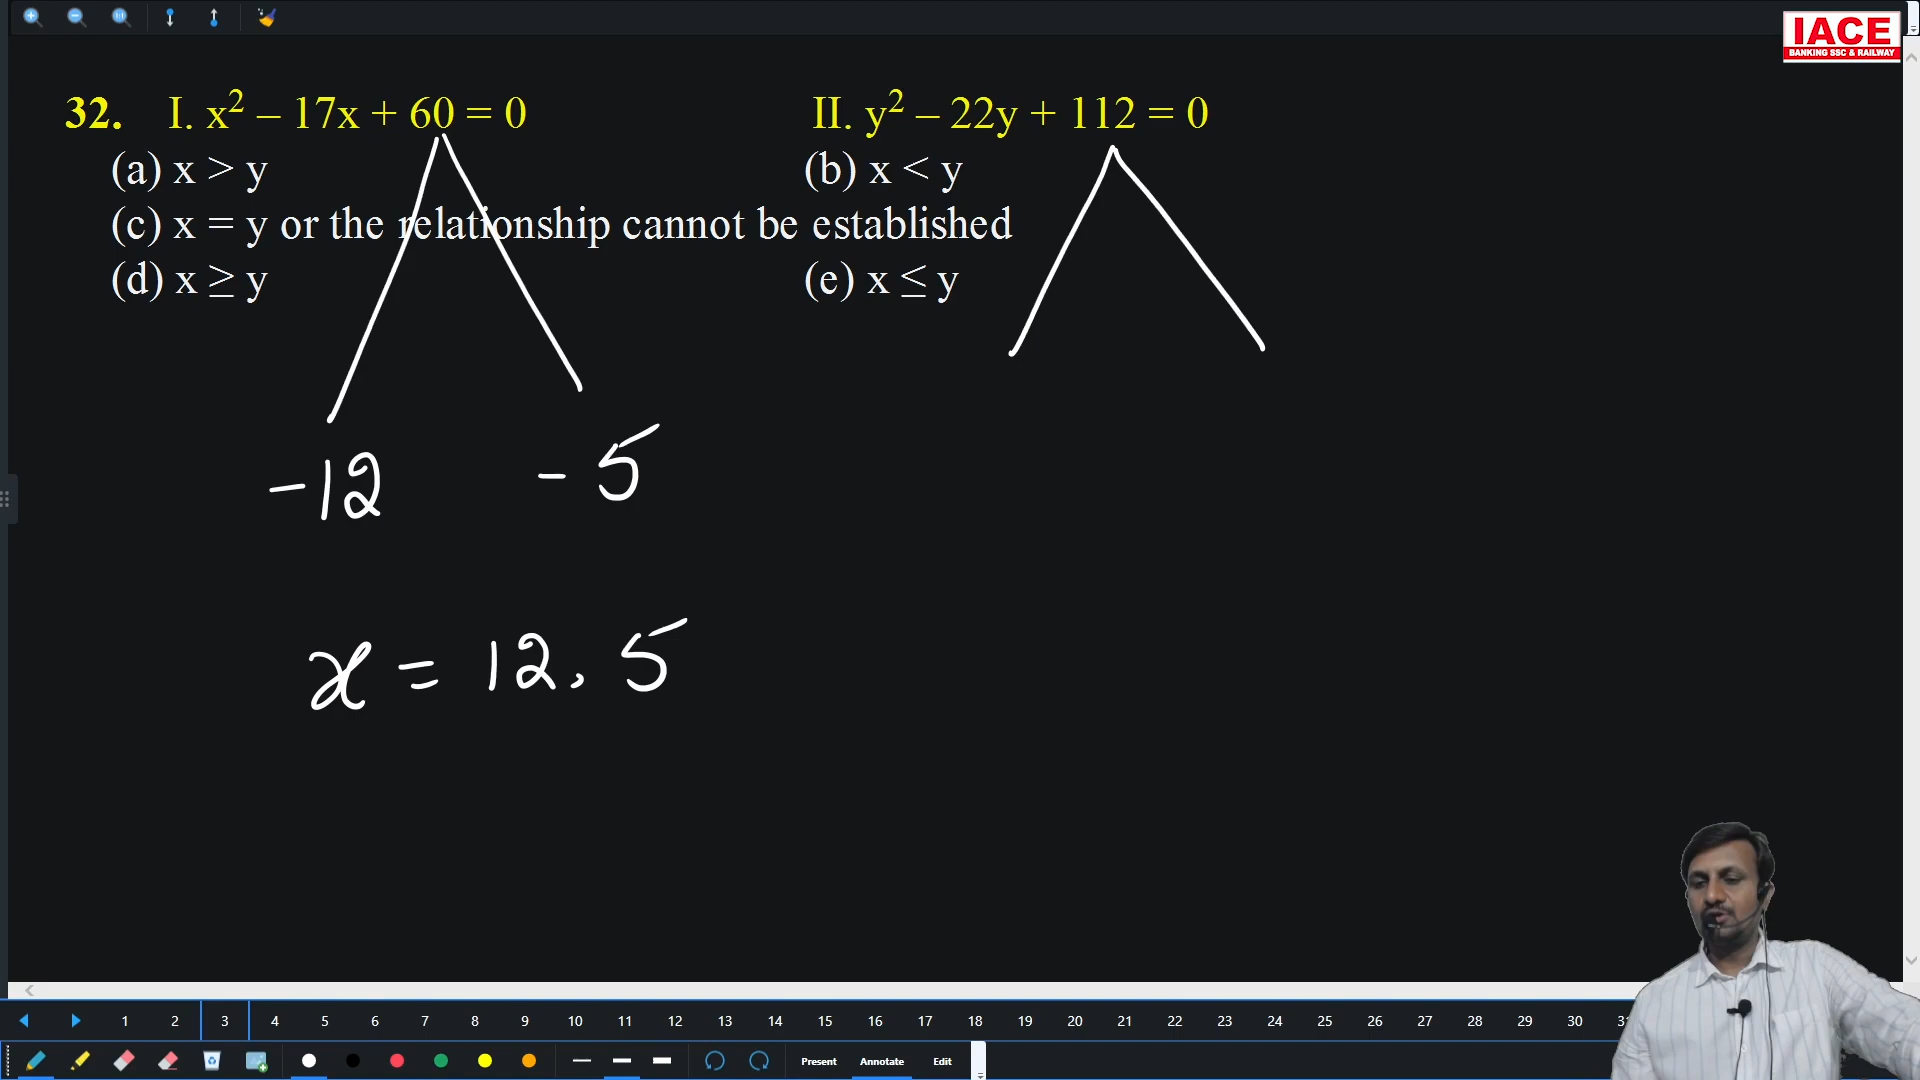 IACE
BANKING SSC & RAILWAY
32. I. x² – 17x + 60 = 0 II. y² – 22y + 112 = 0
(a) x > y (b) x < y
(c) x = y or the relationship cannot be established
(d) x ≥ y (e) x ≤ y
-12 - 5
x = 12, 5
1 2 3 4 5 6 7 8 9 10 11 12 13 14 15 16 17 18 19 20 21 22 23 24 25 26 27 28 29 30
Present Annotate Edit